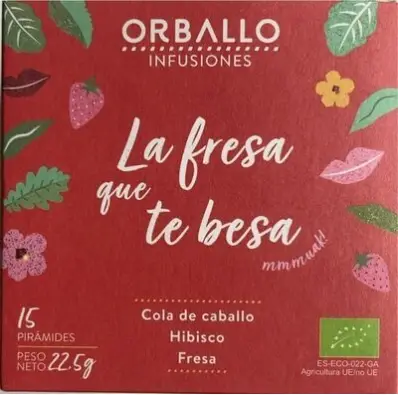 ORBALLO
INFUSIONES
La fresa
que te besa
mmmuak!
15
PIRÁMIDES
PESO
NETO 22.5g
Cola de caballo
Hibisco
Fresa
ES-ECO-022-GA
Agricultura UE/no UE